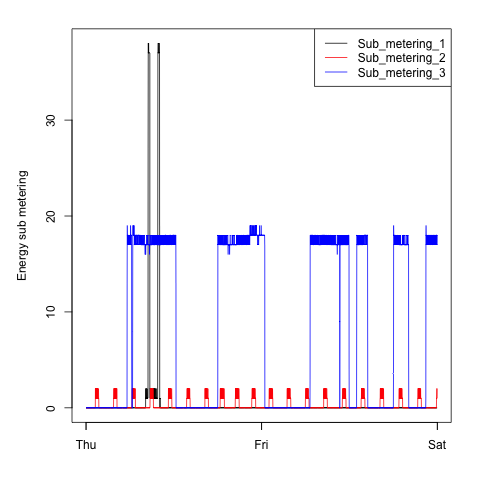 Sub_metering_1
Sub_metering_2
Sub_metering_3
Energy sub metering
30
20
10
0
Thu Fri Sat